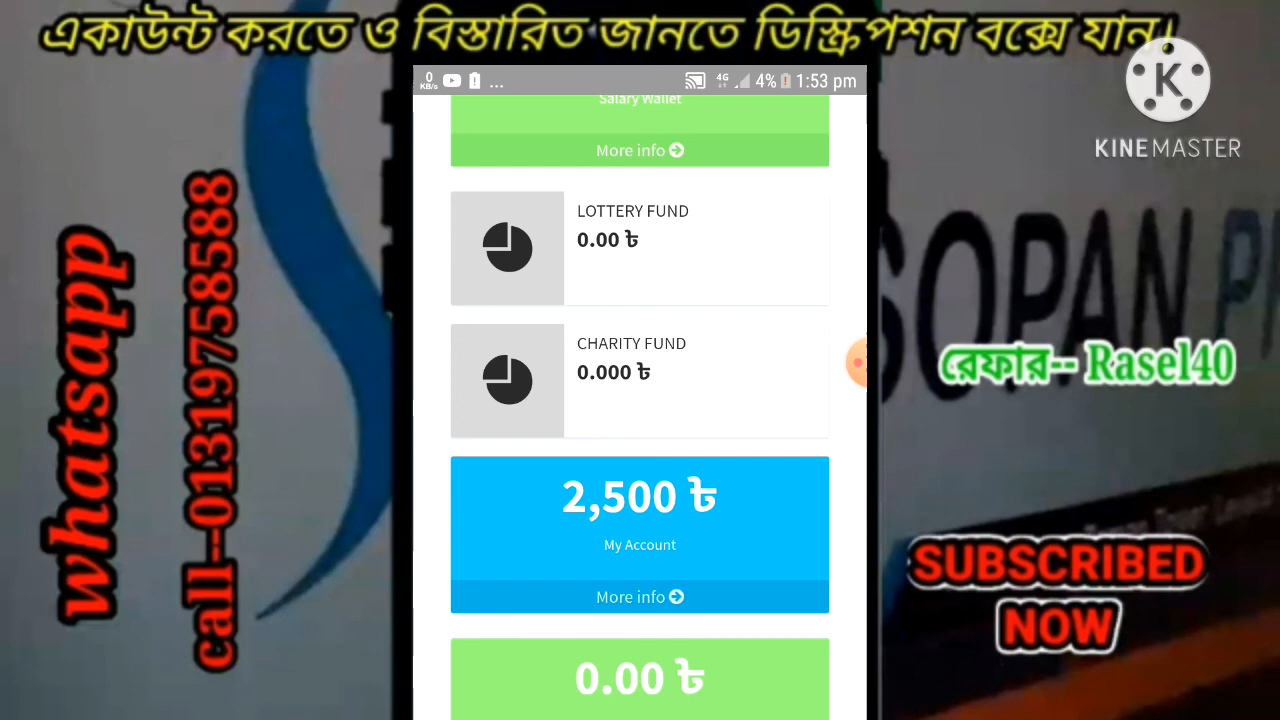 একাউন্ট করতে ও বিস্তারিত জানতে ডিস্ক্রিপশন বক্সে যান।
0
KB/s
...
4G
4%
1:53 pm
K
KINEMASTER
Salary Wallet
More info
LOTTERY FUND
0.00 ৳
CHARITY FUND
0.000 ৳
2,500 ৳
My Account
More info
0.00 ৳
whatsapp
call--01319758588
SOPAN P
রেফার-- Rasel40
SUBSCRIBED
NOW